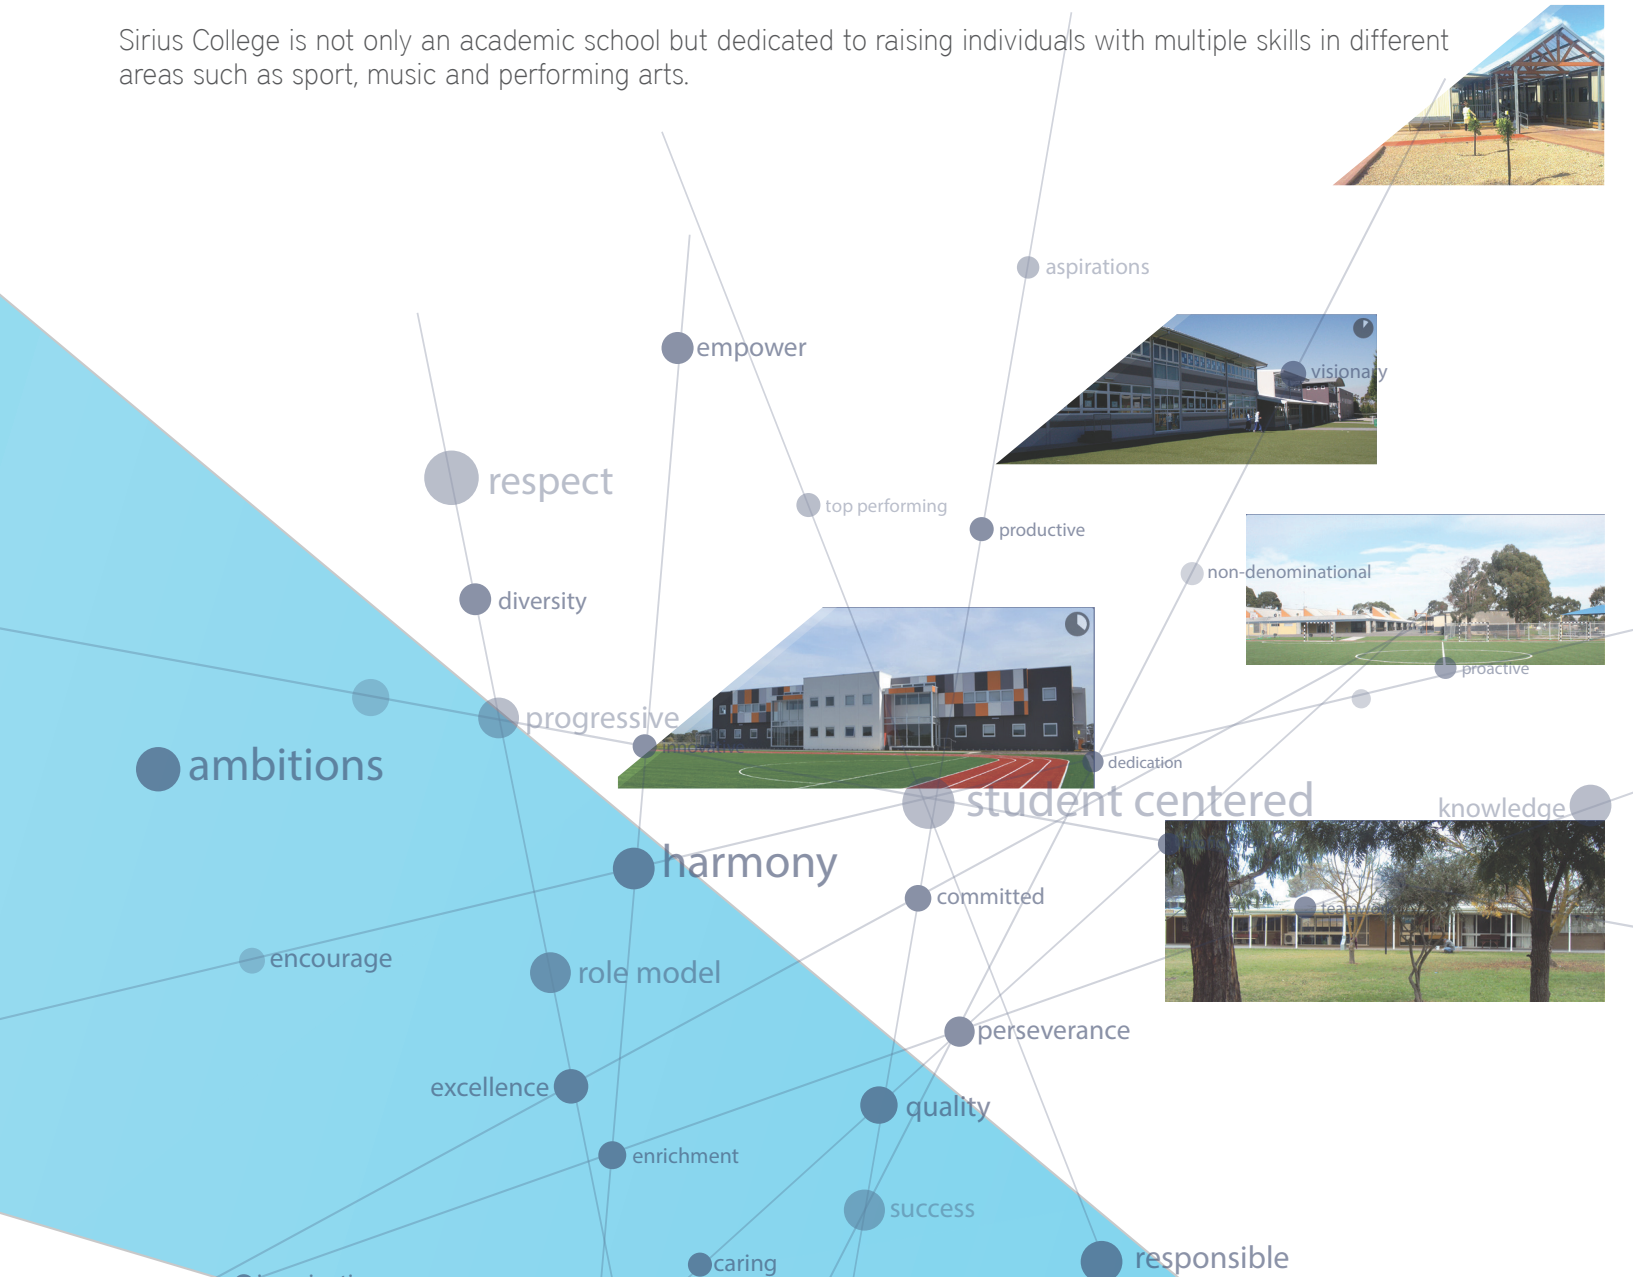 Sirius College is not only an academic school but dedicated to raising individuals with multiple skills in different
areas such as sport, music and performing arts.
aspirations
empower
visionary
respect
top performing
productive
non-denominational
diversity
proactive
progressive
innovative
dedication
ambitions
student centered
knowledge
harmony
committed
teamwork
encourage
role model
perseverance
excellence
quality
enrichment
success
caring
responsible